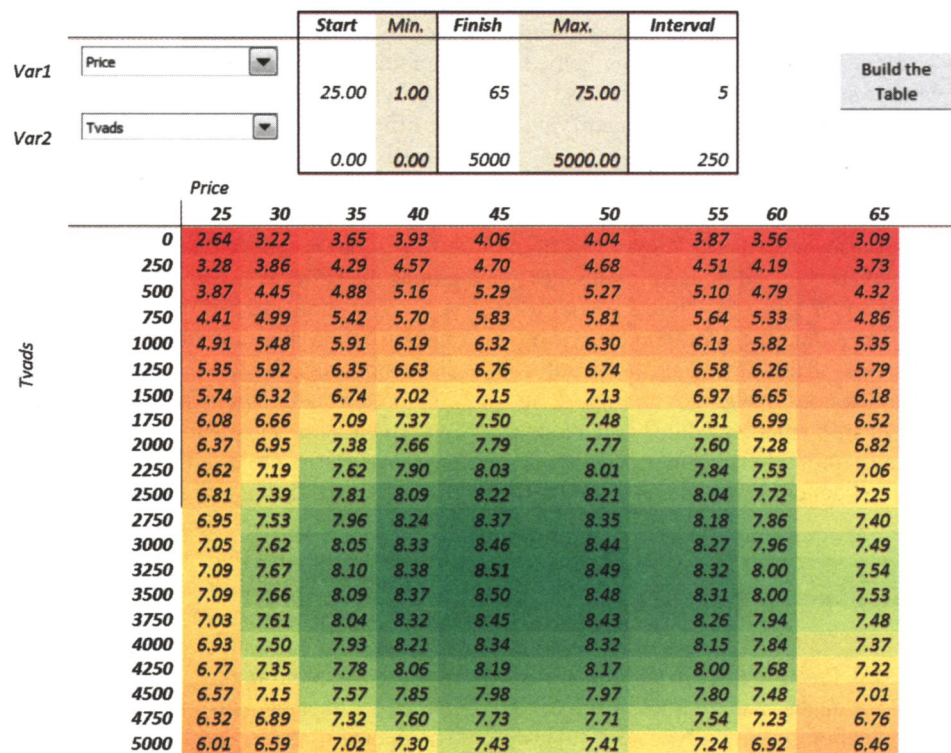 Start Min. Finish Max. Interval
Var1 Price
25.00 1.00 65 75.00 5
Build the
Table
Var2 Tvads
0.00 0.00 5000 5000.00 250
Price
25 30 35 40 45 50 55 60 65
0 2.64 3.22 3.65 3.93 4.06 4.04 3.87 3.56 3.09
250 3.28 3.86 4.29 4.57 4.70 4.68 4.51 4.19 3.73
500 3.87 4.45 4.88 5.16 5.29 5.27 5.10 4.79 4.32
750 4.41 4.99 5.42 5.70 5.83 5.81 5.64 5.33 4.86
1000 4.91 5.48 5.91 6.19 6.32 6.30 6.13 5.82 5.35
1250 5.35 5.92 6.35 6.63 6.76 6.74 6.58 6.26 5.79
Tvads
1500 5.74 6.32 6.74 7.02 7.15 7.13 6.97 6.65 6.18
1750 6.08 6.66 7.09 7.37 7.50 7.48 7.31 6.99 6.52
2000 6.37 6.95 7.38 7.66 7.79 7.77 7.60 7.28 6.82
2250 6.62 7.19 7.62 7.90 8.03 8.01 7.84 7.53 7.06
2500 6.81 7.39 7.81 8.09 8.22 8.21 8.04 7.72 7.25
2750 6.95 7.53 7.96 8.24 8.37 8.35 8.18 7.86 7.40
3000 7.05 7.62 8.05 8.33 8.46 8.44 8.27 7.96 7.49
3250 7.09 7.67 8.10 8.38 8.51 8.49 8.32 8.00 7.54
3500 7.09 7.66 8.09 8.37 8.50 8.48 8.31 8.00 7.53
3750 7.03 7.61 8.04 8.32 8.45 8.43 8.26 7.94 7.48
4000 6.93 7.50 7.93 8.21 8.34 8.32 8.15 7.84 7.37
4250 6.77 7.35 7.78 8.06 8.19 8.17 8.00 7.68 7.22
4500 6.57 7.15 7.57 7.85 7.98 7.97 7.80 7.48 7.01
4750 6.32 6.89 7.32 7.60 7.73 7.71 7.54 7.23 6.76
5000 6.01 6.59 7.02 7.30 7.43 7.41 7.24 6.92 6.46